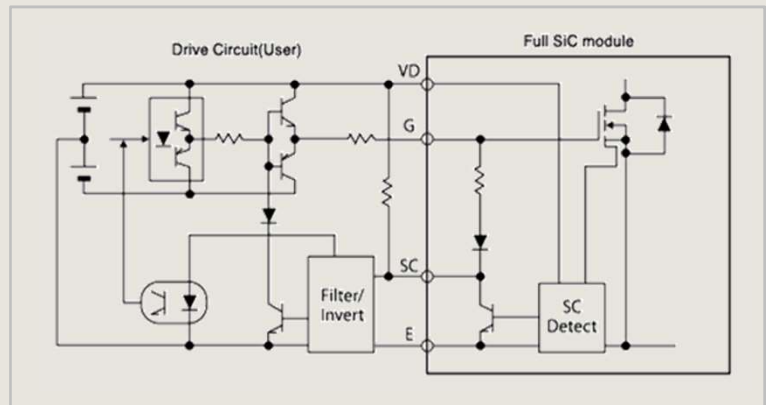 Drive Circuit(User)
Full SiC module
VD
G
SC
E
Filter/
Invert
SC
Detect